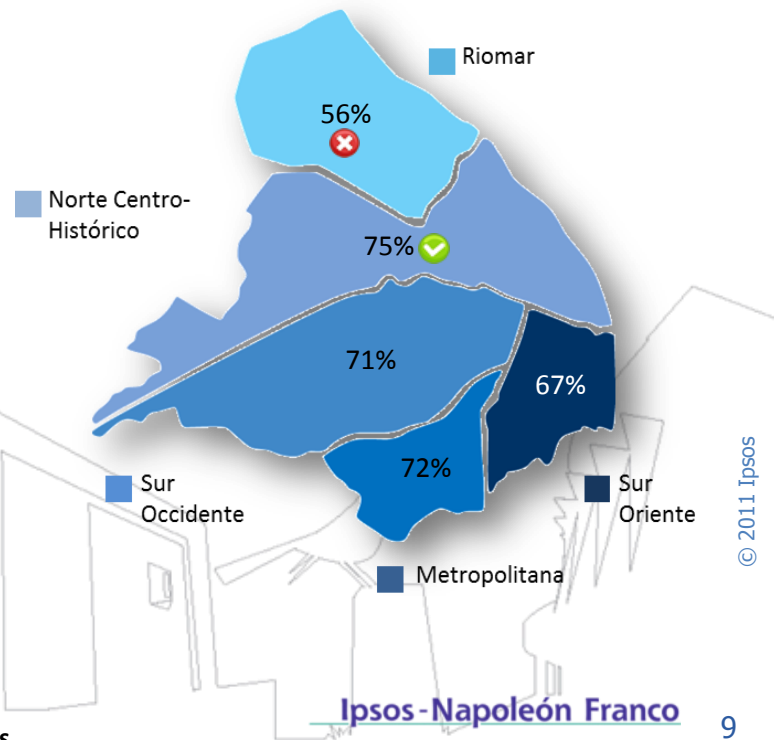 Riomar
56%
Norte Centro-
Histórico
75%
71%
67%
72%
Sur
Occidente
Sur
Oriente
Metropolitana
© 2011 Ipsos
Ipsos-Napoleón Franco
9
s